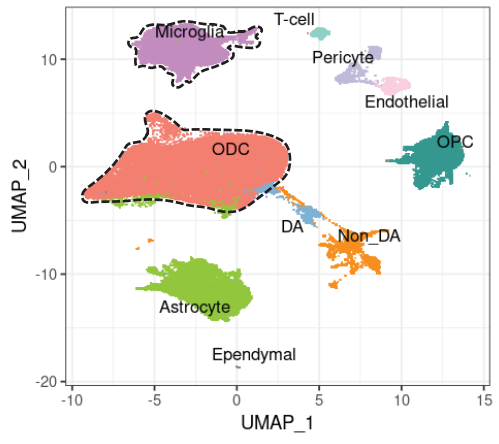 T-cell
Microglia
Pericyte
Endothelial
ODC
OPC
DA
Non_DA
Astrocyte
Ependymal
UMAP_2
10
0
-10
-20
-10
-5
0
5
10
15
UMAP_1